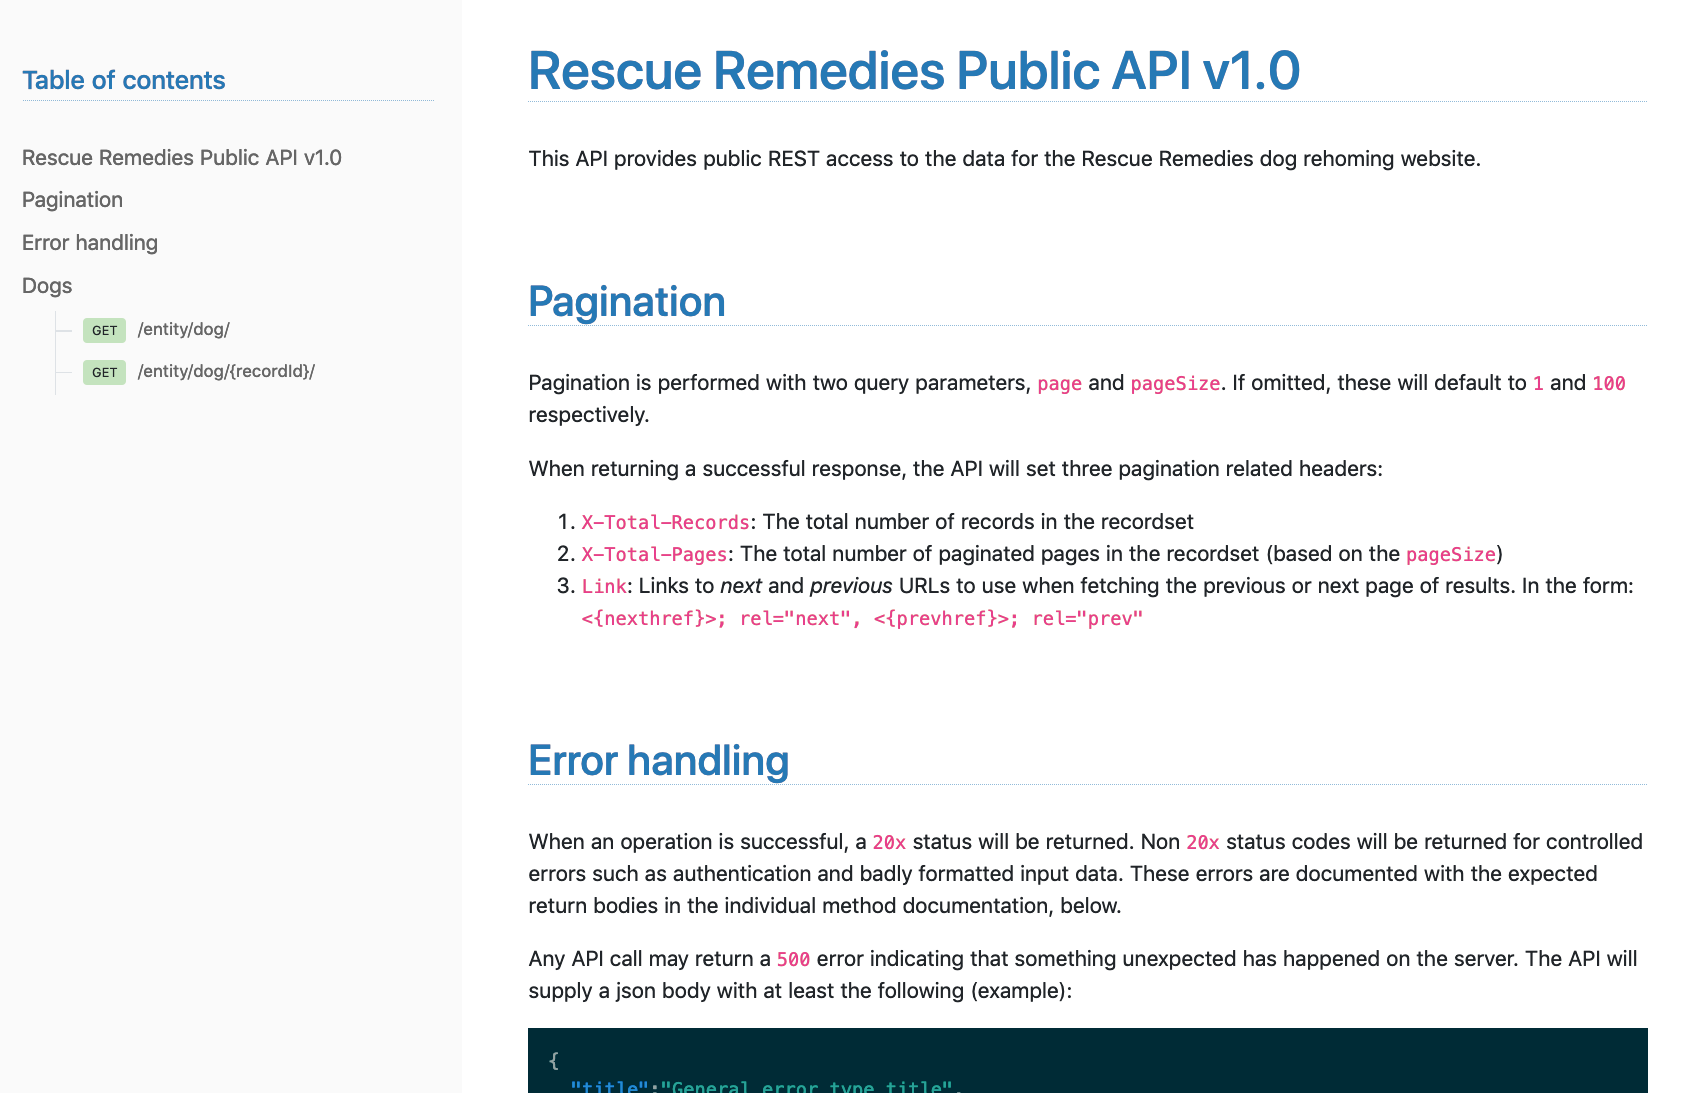 Table of contents
Rescue Remedies Public API v1.0
Pagination
Error handling
Dogs
GET /entity/dog/
GET /entity/dog/{recordId}/
Rescue Remedies Public API v1.0
This API provides public REST access to the data for the Rescue Remedies dog rehoming website.
Pagination
Pagination is performed with two query parameters, page and pageSize. If omitted, these will default to 1 and 100
respectively.
When returning a successful response, the API will set three pagination related headers:
1. X-Total-Records: The total number of records in the recordset
2. X-Total-Pages: The total number of paginated pages in the recordset (based on the pageSize)
3. Link: Links to next and previous URLs to use when fetching the previous or next page of results. In the form:
<{nexthref}>; rel="next", <{prevhref}>; rel="prev"
Error handling
When an operation is successful, a 20x status will be returned. Non 20x status codes will be returned for controlled
errors such as authentication and badly formatted input data. These errors are documented with the expected
return bodies in the individual method documentation, below.
Any API call may return a 500 error indicating that something unexpected has happened on the server. The API will
supply a json body with at least the following (example):
{
"title":"General error type title",